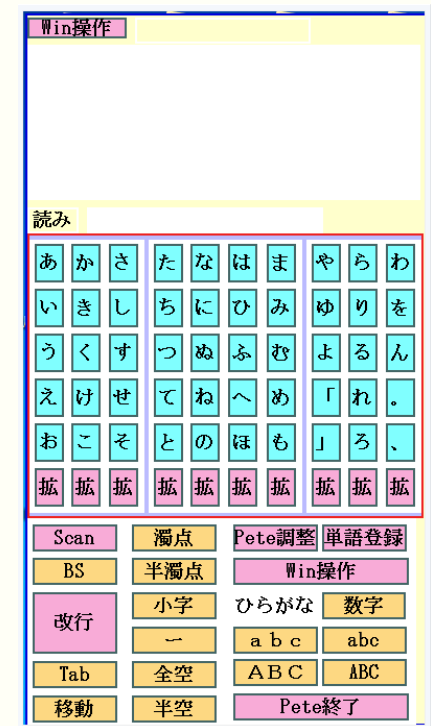 Win操作
読み
あ か さ た な は ま や ら わ
い き し ち に ひ み ゆ り を
う く す つ ぬ ふ む よ る ん
え け せ て ね へ め 「 れ 。
お こ そ と の ほ も 」 ろ 、
拡 拡 拡 拡 拡 拡 拡 拡 拡 拡
Scan 濁点 Pete調整 単語登録
BS 半濁点 Win操作
改行 小字 ひらがな 数字
ー ａｂｃ abc
Tab 全空 ＡＢＣ ABC
移動 半空 Pete終了